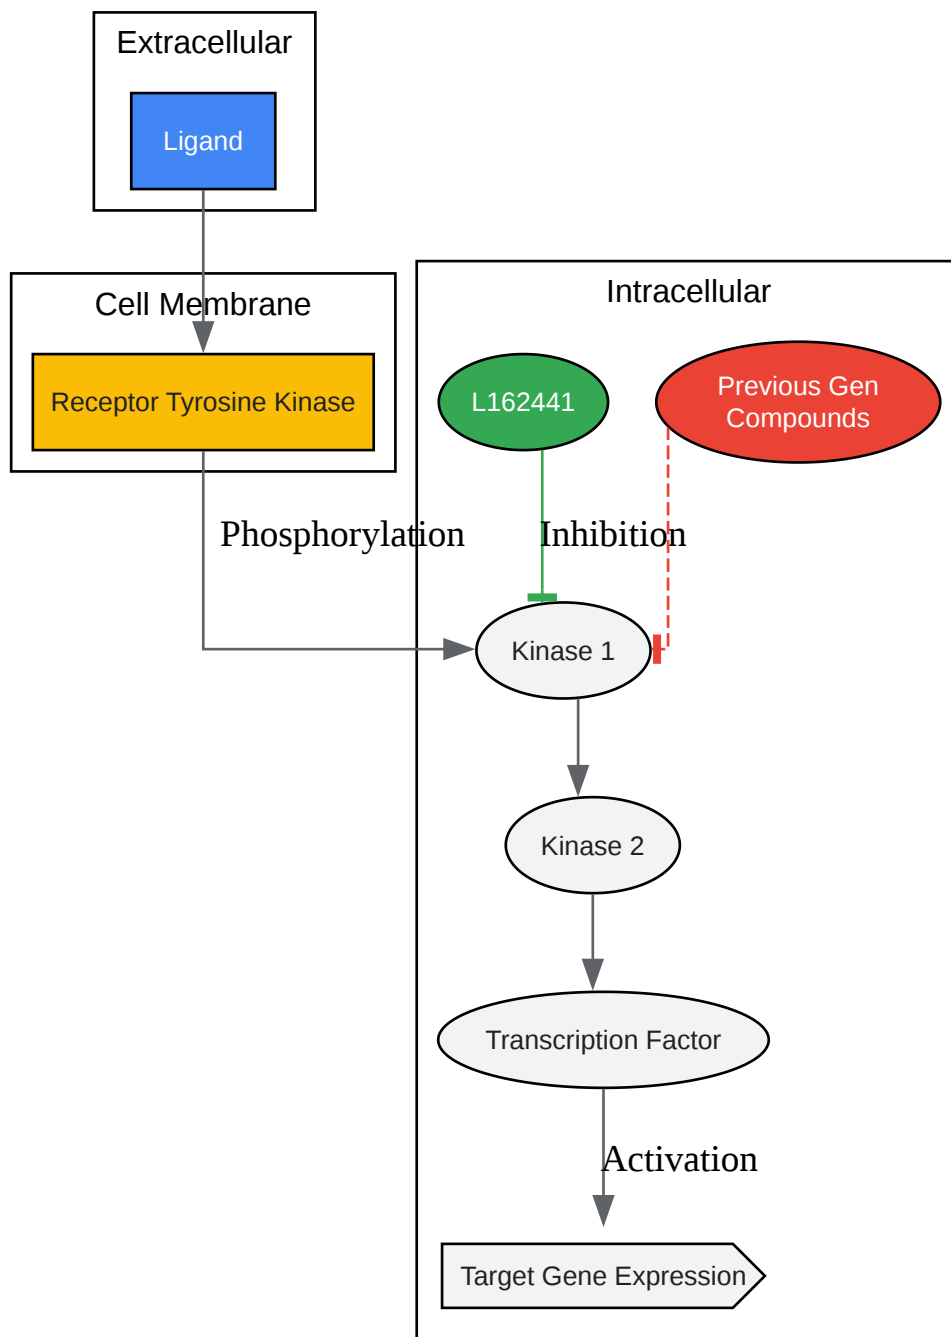 Extracellular
Ligand
Cell Membrane
Receptor Tyrosine Kinase
Intracellular
L162441
Previous Gen
Compounds
Phosphorylation
Inhibition
Kinase 1
Kinase 2
Transcription Factor
Activation
Target Gene Expression